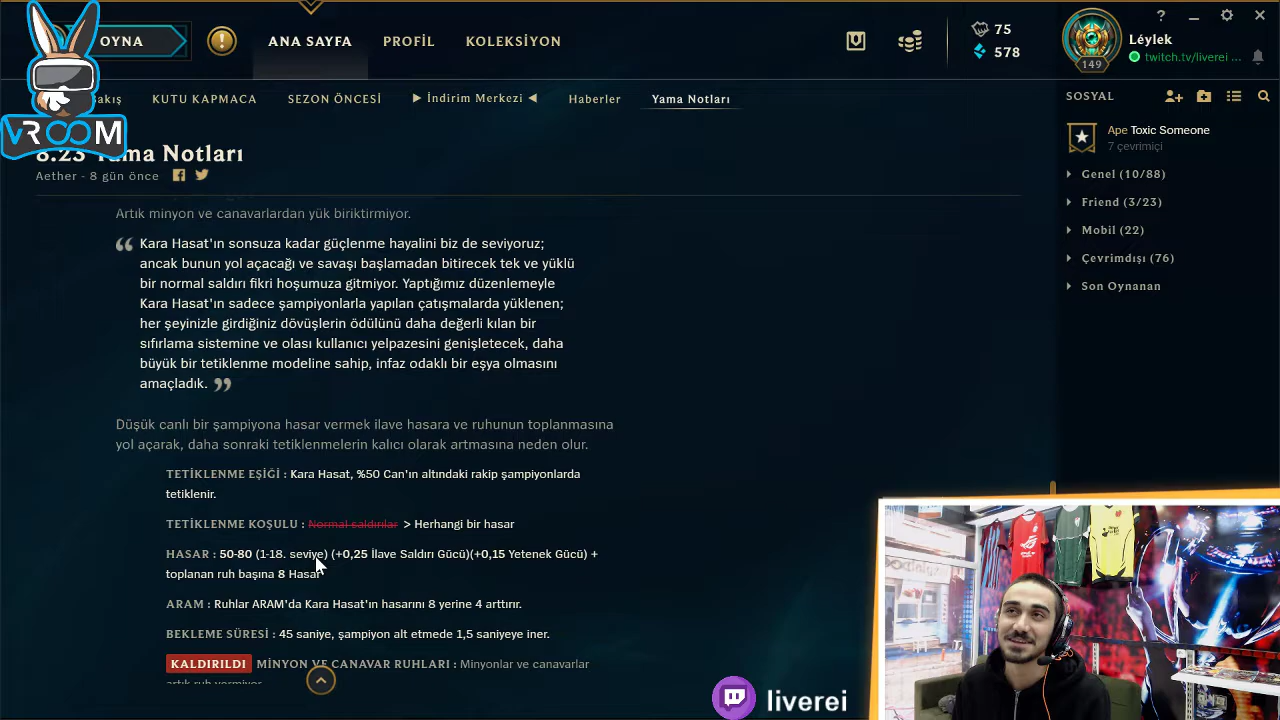 OYNA
ANA SAYFA
PROFİL
KOLEKSİYON
75
578
149
?
Léylek
twitch.tv/liverei ...
VROOM
akış
KUTU KAPMACA
SEZON ÖNCESİ
▶ İndirim Merkezi ◀
Haberler
Yama Notları
SOSYAL
Ape Toxic Someone
7 çevrimiçi
Genel (10/88)
Friend (3/23)
Mobil (22)
Çevrimdışı (76)
Son Oynanan
8.23 Yama Notları
Aether - 8 gün önce
Artık minyon ve canavarlardan yük biriktirmiyor.
“ Kara Hasat'ın sonsuza kadar güçlenme hayalini biz de seviyoruz;
ancak bunun yol açacağı ve savaşı başlamadan bitirecek tek ve yüklü
bir normal saldırı fikri hoşumuza gitmiyor. Yaptığımız düzenlemeyle
Kara Hasat'ın sadece şampiyonlarla yapılan çatışmalarda yüklenen;
her şeyinizle girdiğiniz dövüşlerin ödülünü daha değerli kılan bir
sıfırlama sistemine ve olası kullanıcı yelpazesini genişletecek, daha
büyük bir tetiklenme modeline sahip, infaz odaklı bir eşya olmasını
amaçladık. ”
Düşük canlı bir şampiyona hasar vermek ilave hasara ve ruhunun toplanmasına
yol açarak, daha sonraki tetiklenmelerin kalıcı olarak artmasına neden olur.
TETİKLENME EŞİĞİ : Kara Hasat, %50 Can'ın altındaki rakip şampiyonlarda
tetiklenir.
TETİKLENME KOŞULU : Normal saldırılar > Herhangi bir hasar
HASAR : 50-80 (1-18. seviye) (+0,25 İlave Saldırı Gücü)(+0,15 Yetenek Gücü) +
toplanan ruh başına 8 Hasar
ARAM : Ruhlar ARAM'da Kara Hasat'ın hasarını 8 yerine 4 arttırır.
BEKLEME SÜRESİ : 45 saniye, şampiyon alt etmede 1,5 saniyeye iner.
KALDIRILDI MİNYON VE CANAVAR RUHLARI : Minyonlar ve canavarlar
artık ruh vermiyor.
liverei